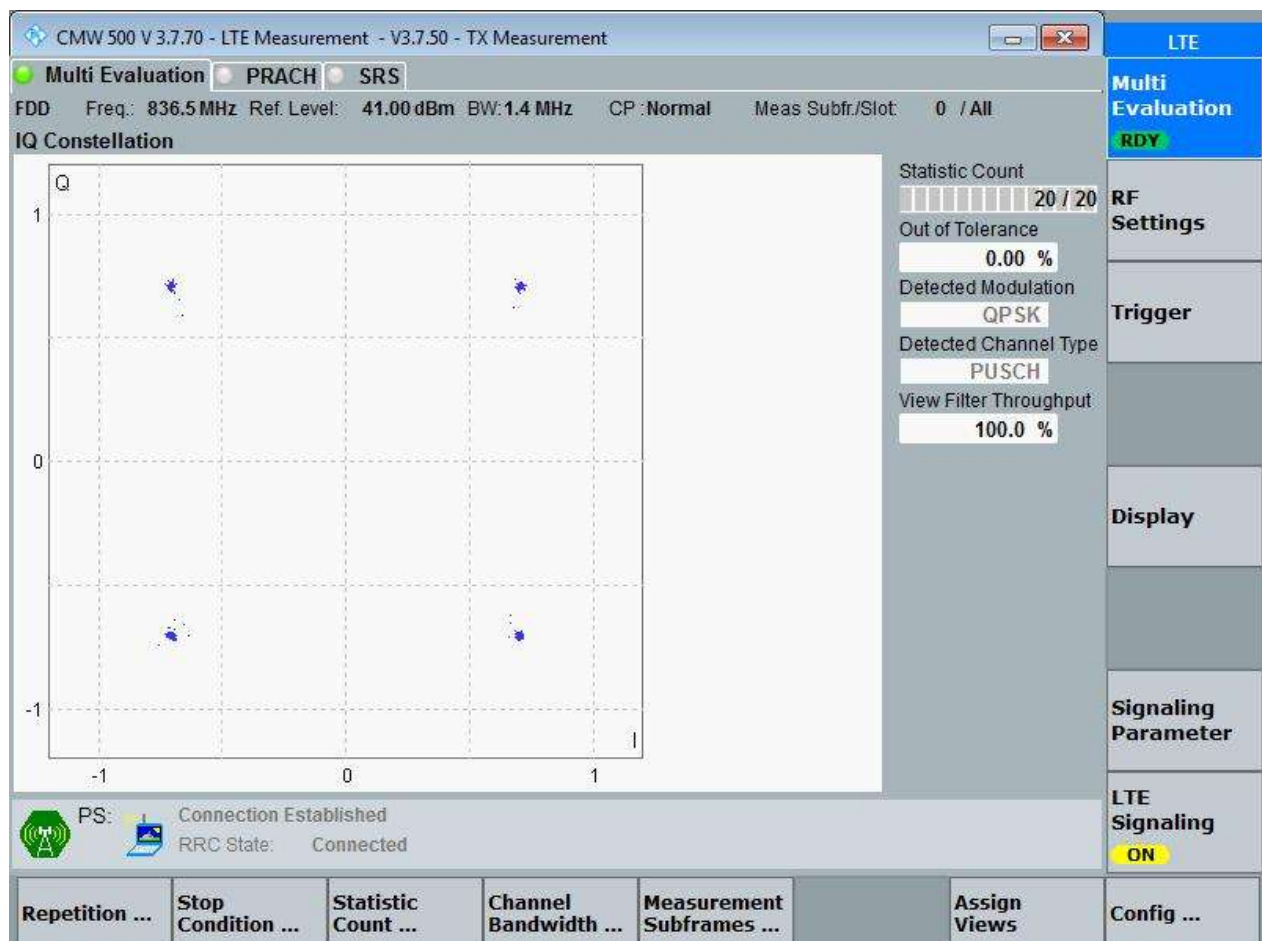 CMW 500 V 3.7.70 - LTE Measurement - V3.7.50 - TX Measurement
LTE
Multi Evaluation
PRACH
SRS
Multi
Evaluation
RDY
FDD Freq.: 836.5 MHz Ref. Level: 41.00 dBm BW: 1.4 MHz CP : Normal Meas Subfr./Slot: 0 / All
IQ Constellation
Q
1
0
-1
-1
0
1
I
Statistic Count
20 / 20
Out of Tolerance
0.00 %
Detected Modulation
QPSK
Detected Channel Type
PUSCH
View Filter Throughput
100.0 %
RF
Settings
Trigger
Display
Signaling
Parameter
LTE
Signaling
ON
PS: Connection Established
RRC State: Connected
Repetition ...
Stop
Condition ...
Statistic
Count ...
Channel
Bandwidth ...
Measurement
Subframes ...
Assign
Views
Config ...